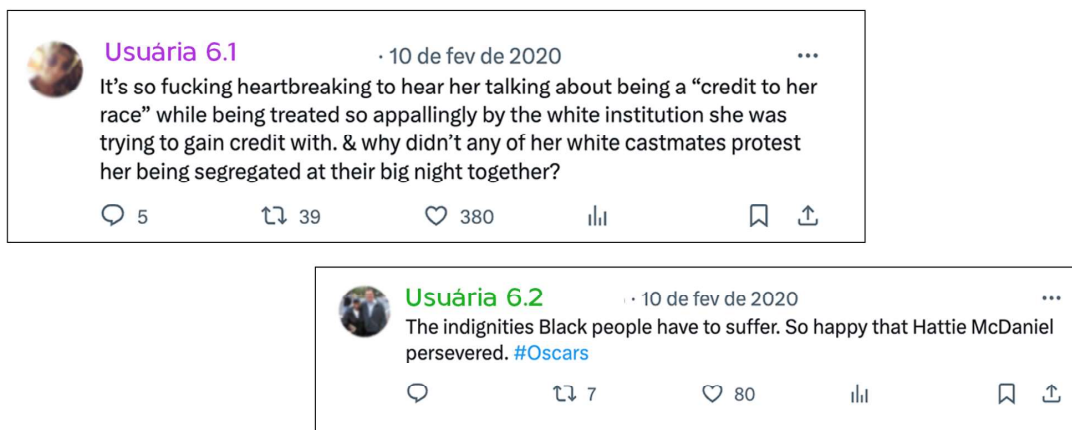 Usuária 6.1 · 10 de fev de 2020
It’s so fucking heartbreaking to hear her talking about being a “credit to her
race” while being treated so appallingly by the white institution she was
trying to gain credit with. & why didn’t any of her white castmates protest
her being segregated at their big night together?
5 39 380
Usuária 6.2 · 10 de fev de 2020
The indignities Black people have to suffer. So happy that Hattie McDaniel
persevered. #Oscars
7 80